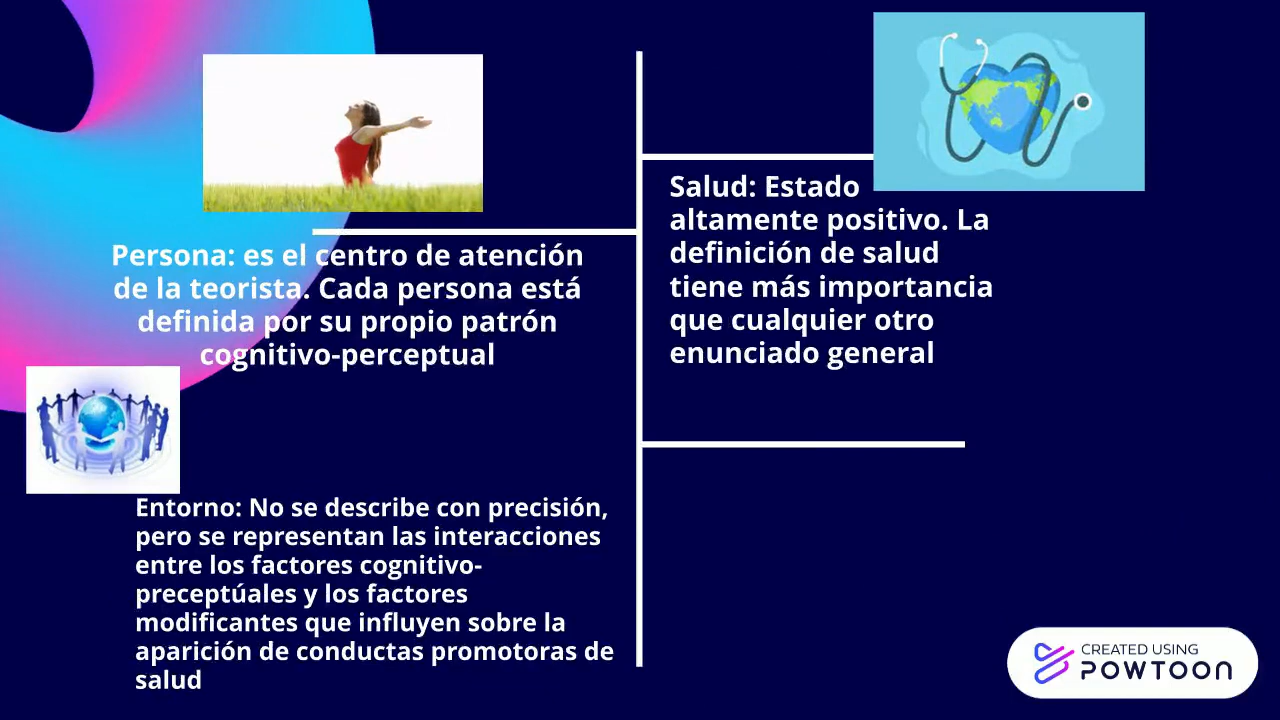 Persona: es el centro de atención
de la teorista. Cada persona está
definida por su propio patrón
cognitivo-perceptual
Salud: Estado
altamente positivo. La
definición de salud
tiene más importancia
que cualquier otro
enunciado general
Entorno: No se describe con precisión,
pero se representan las interacciones
entre los factores cognitivo-
preceptúales y los factores
modificantes que influyen sobre la
aparición de conductas promotoras de
salud
CREATED USING
POWTOON